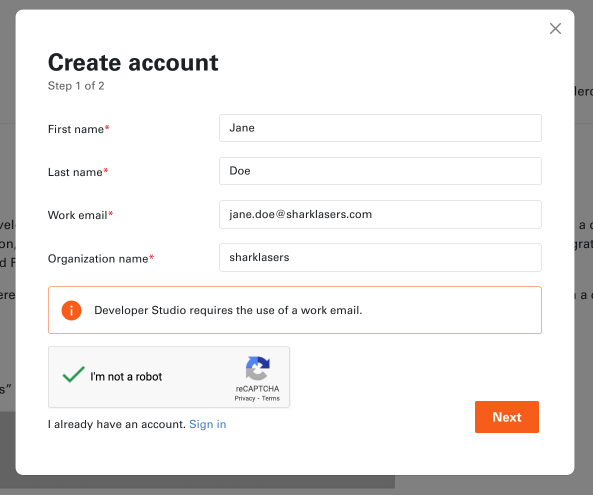 Create account
Step 1 of 2
First name*
Jane
Last name*
Doe
Work email*
jane.doe@sharklasers.com
Organization name*
sharklasers
Developer Studio requires the use of a work email.
I'm not a robot
reCAPTCHA
Privacy - Terms
I already have an account. Sign in
Next